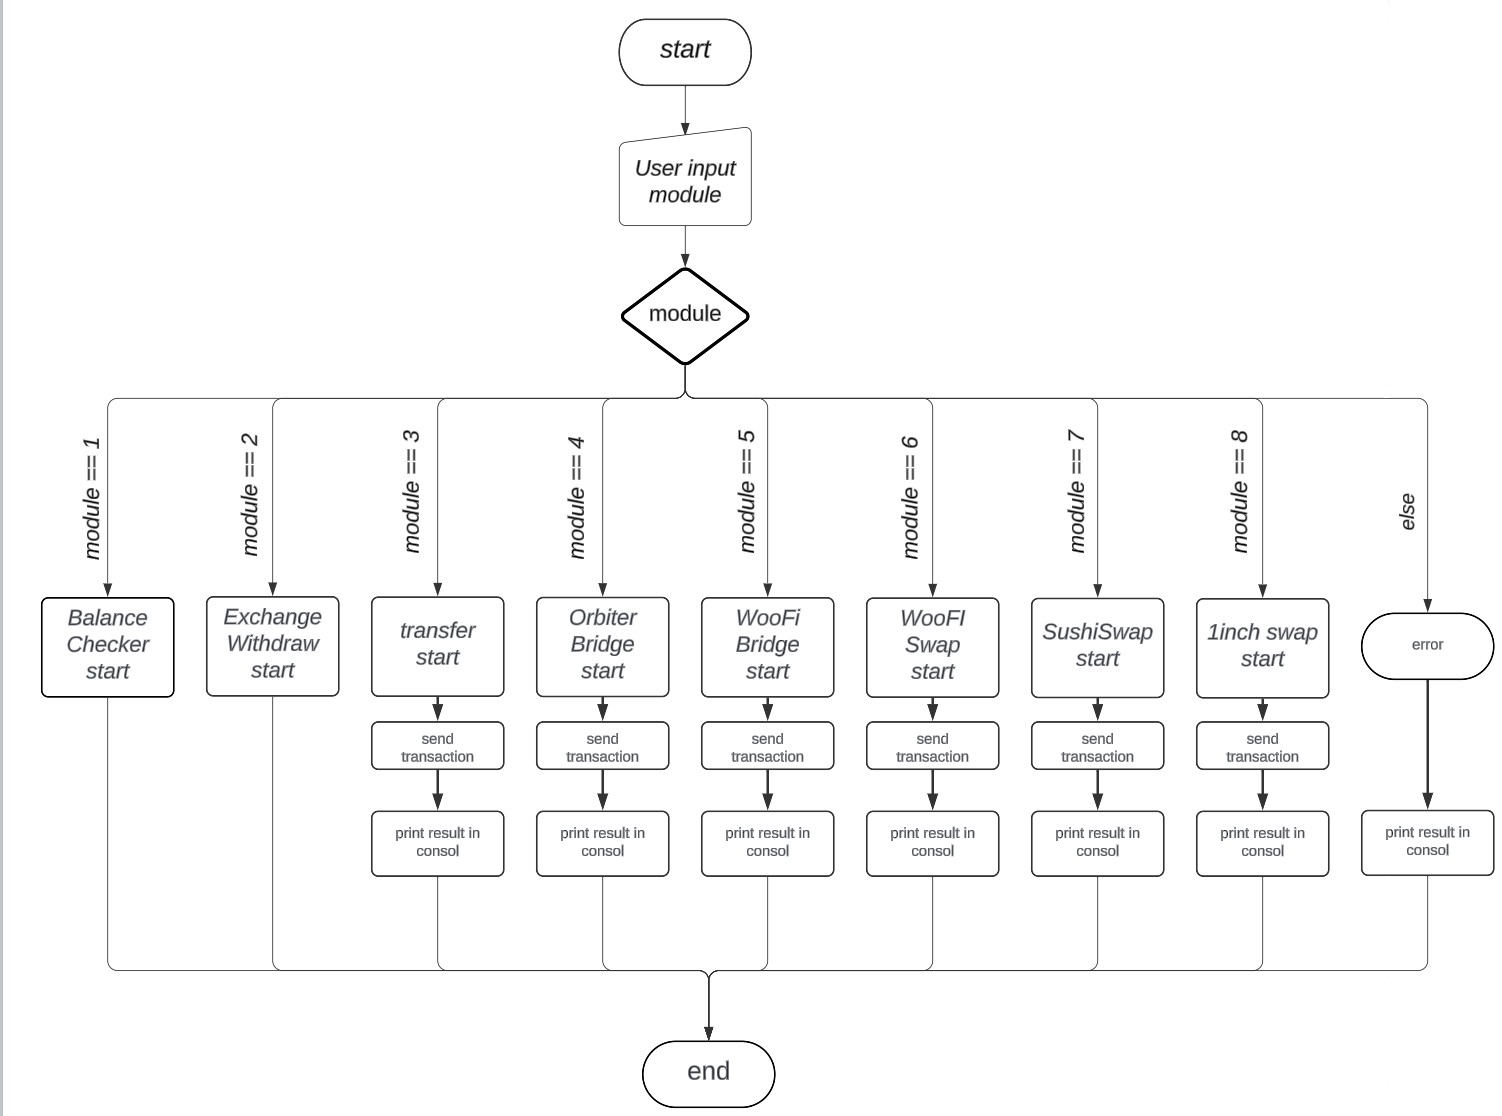 start
User input
module
module
module == 1
module == 2
module == 3
module == 4
module == 5
module == 6
module == 7
module == 8
else
Balance
Checker
start
Exchange
Withdraw
start
transfer
start
Orbiter
Bridge
start
WooFi
Bridge
start
WooFI
Swap
start
SushiSwap
start
1inch swap
start
error
send
transaction
send
transaction
send
transaction
send
transaction
send
transaction
send
transaction
print result in
consol
print result in
consol
print result in
consol
print result in
consol
print result in
consol
print result in
consol
print result in
consol
end